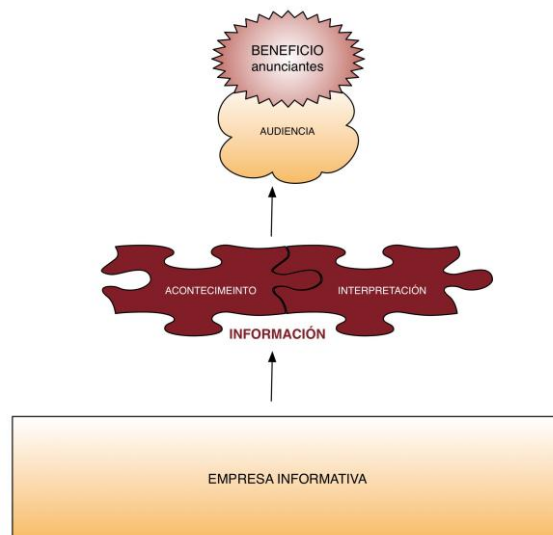 BENEFICIO
anunciantes
AUDIENCIA
ACONTECIMEINTO
INTERPRETACIÓN
INFORMACIÓN
EMPRESA INFORMATIVA